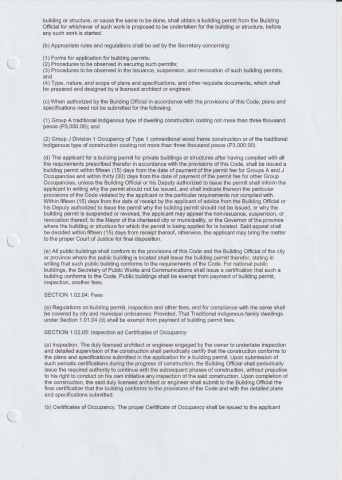 building or structure, or cause the same to be done, shall obtain a building permit from the Building
Official for whichever of such work is proposed to be undertaken for the building or structure, before
any such work is started.
(b) Appropriate rules and regulations shall be set by the Secretary concerning:
(1) Forms for application for building permits;
(2) Procedures to be observed in securing such permits;
(3) Procedures to be observed in the issuance, suspension, and revocation of such building permits;
and
(4) Type, nature, and scope of plans and specifications, and other requisite documents, which shall
be prepared and designed by a licensed architect or engineer.
(c) When authorized by the Building Official in accordance with the provisions of this Code, plans and
specifications need not be submitted for the following:
(1) Group A traditional indigenous type of dwelling construction costing not more than three thousand
pesos (P3,000.00); and
(2) Group J Division 1 Occupancy of Type 1 conventional wood frame construction or of the traditional
indigenous type of construction costing not more than three thousand pesos (P3,000.00).
(d) The applicant for a building permit for private buildings or structures after having complied with all
the requirements prescribed therefor in accordance with the provisions of this Code, shall be issued a
building permit within fifteen (15) days from the date of payment of the permit fee for Groups A and J
Occupancies and within thirty (30) days from the date of payment of the permit fee for other Group
Occupancies, unless the Building Official or his Deputy authorized to issue the permit shall inform the
applicant in writing why the permit should not be issued, and shall indicate thereon the particular
provisions of the Code violated by the applicant or the particular requirements not complied with.
Within fifteen (15) days from the date of receipt by the applicant of advice from the Building Official or
his Deputy authorized to issue the permit why the building permit should not be issued, or why the
building permit is suspended or revoked, the applicant may appeal the non-issuance, suspension, or
revocation thereof, to the Mayor of the chartered city or municipality, or the Governor of the province
where the building or structure for which the permit is being applied for is located. Said appeal shall
be decided within fifteen (15) days from receipt thereof, otherwise, the applicant may bring the matter
to the proper Court of Justice for final disposition.
(e) All public buildings shall conform to the provisions of this Code and the Building Official of the city
or province where the public building is located shall issue the building permit therefor, stating in
writing that such public building conforms to the requirements of the Code. For national public
buildings, the Secretary of Public Works and Communications shall issue a certification that such a
building conforms to the Code. Public buildings shall be exempt from payment of building permit,
inspection, another fees.
SECTION 1.02.04: Fees
(a) Regulations on building permit, inspection and other fees, and for compliance with the same shall
be covered by city and municipal ordinances: Provided, That Traditional indigenous family dwellings
under Section 1.01.04 (d) shall be exempt from payment of building permit fees.
SECTION 1.02.05: Inspection ad Certificates of Occupancy
(a) Inspection. The duly licensed architect or engineer engaged by the owner to undertake inspection
and detailed supervision of the construction shall periodically certify that the construction conforms to
the plans and specifications submitted in the application for a building permit. Upon submission of
such periodic certifications during the progress of construction, the Building Official shall periodically
issue the required authority to continue with the subsequent phases of construction, without prejudice
to his right to conduct on his own initiative any inspection of the said construction. Upon completion of
the construction, the said duly licensed architect or engineer shall submit to the Building Official the
final certification that the building conforms to the provisions of the Code and with the detailed plans
and specifications submitted.
(b) Certificates of Occupancy. The proper Certificate of Occupancy shall be issued to the applicant